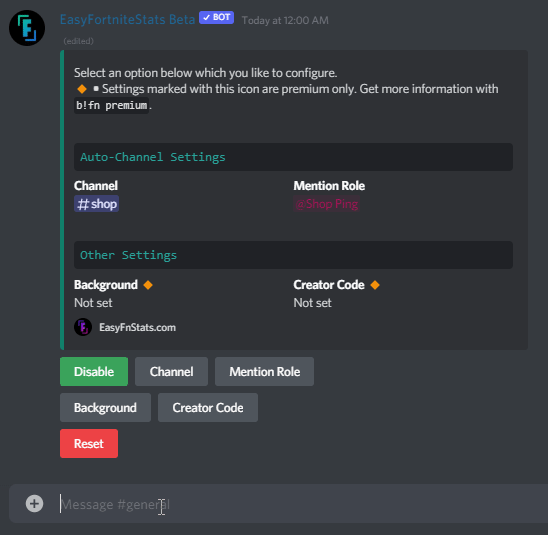 EasyFortniteStats Beta ✓ BOT Today at 12:00 AM
(edited)
Select an option below which you like to configure.
🔸 ▪ Settings marked with this icon are premium only. Get more information with
b!fn premium.
Auto-Channel Settings
Channel Mention Role
#shop @Shop Ping
Other Settings
Background 🔸 Creator Code 🔸
Not set Not set
EasyFnStats.com
Disable Channel Mention Role
Background Creator Code
Reset
Message #general